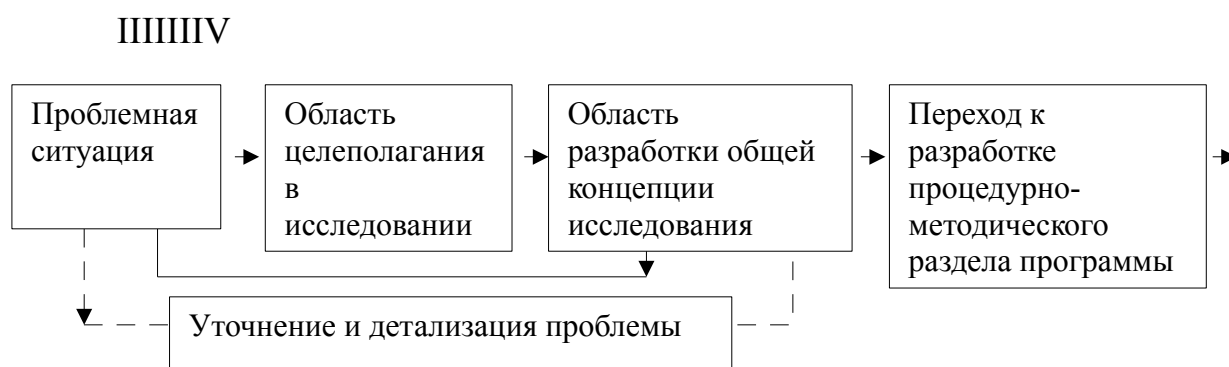 IIIIIIIV
Проблемная
ситуация
Область
целеполагания
в
исследовании
Область
разработки общей
концепции
исследования
Переход к
разработке
процедурно-
методического
раздела программы
Уточнение и детализация проблемы